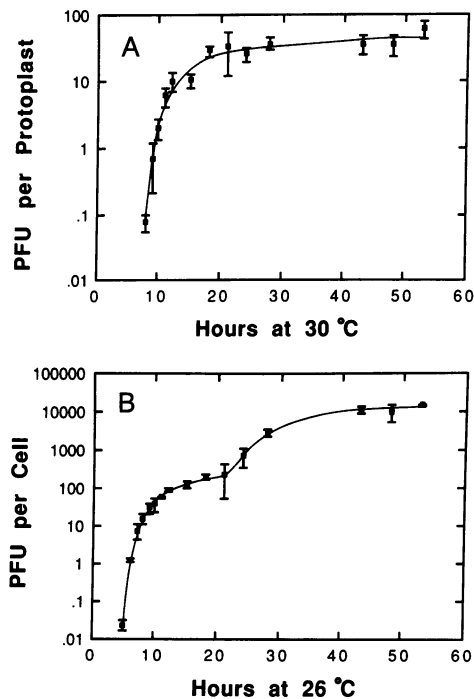 A
PFU per Protoplast
100
10
1
.1
.01
0 10 20 30 40 50 60
Hours at 30 °C
B
PFU per Cell
100000
10000
1000
100
10
1
.1
.01
0 10 20 30 40 50 60
Hours at 26 °C